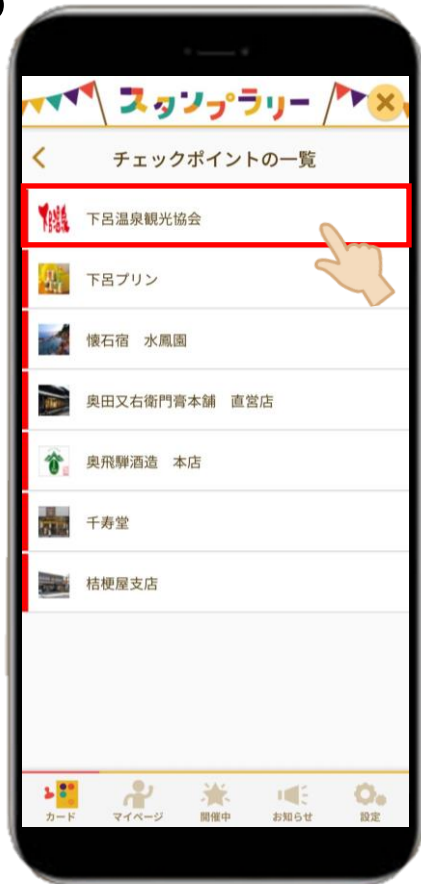 スタンプラリー
チェックポイントの一覧
下呂温泉
下呂温泉観光協会
下呂プリン
懐石宿　水鳳園
奥田又右衛門膏本舗　直営店
奥飛騨酒造　本店
千寿堂
桔梗屋支店
カード
マイページ
開催中
お知らせ
設定